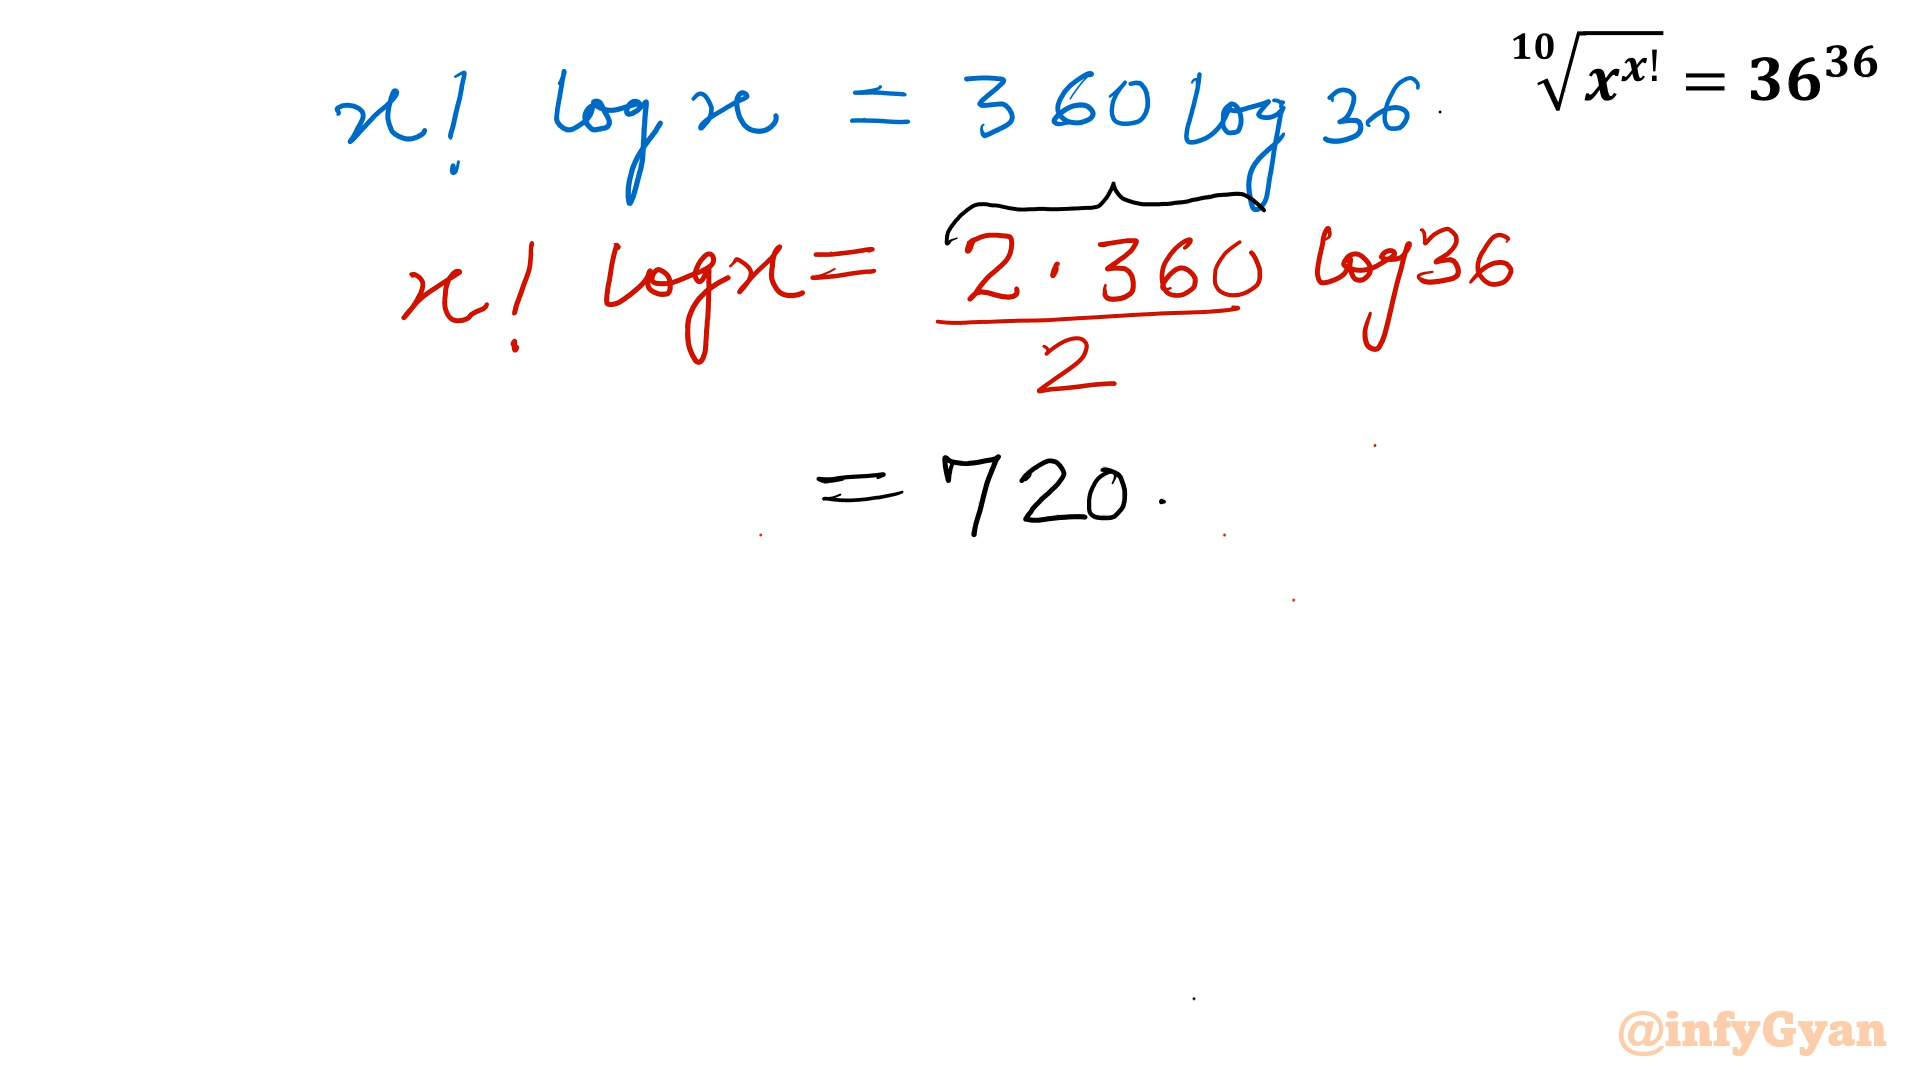 x! log x = 360 log 36
¹⁰√(x^(x!)) = 36³⁶
x! log x = (2·360)/2 log 36
= 720.
@infyGyan